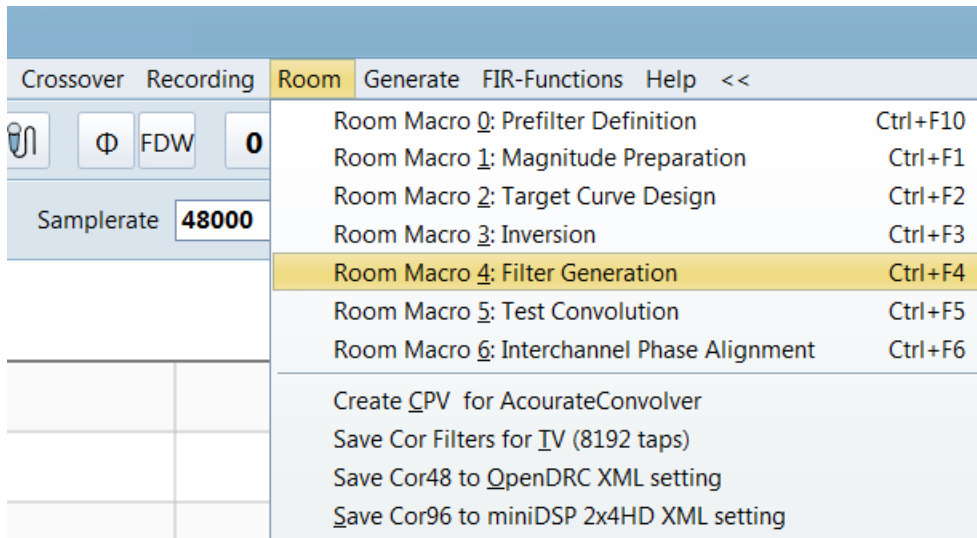 Crossover Recording Room Generate FIR-Functions Help <<
Φ FDW 0
Samplerate 48000
Room Macro 0: Prefilter Definition Ctrl+F10
Room Macro 1: Magnitude Preparation Ctrl+F1
Room Macro 2: Target Curve Design Ctrl+F2
Room Macro 3: Inversion Ctrl+F3
Room Macro 4: Filter Generation Ctrl+F4
Room Macro 5: Test Convolution Ctrl+F5
Room Macro 6: Interchannel Phase Alignment Ctrl+F6
Create CPV for AcourateConvolver
Save Cor Filters for TV (8192 taps)
Save Cor48 to OpenDRC XML setting
Save Cor96 to miniDSP 2x4HD XML setting